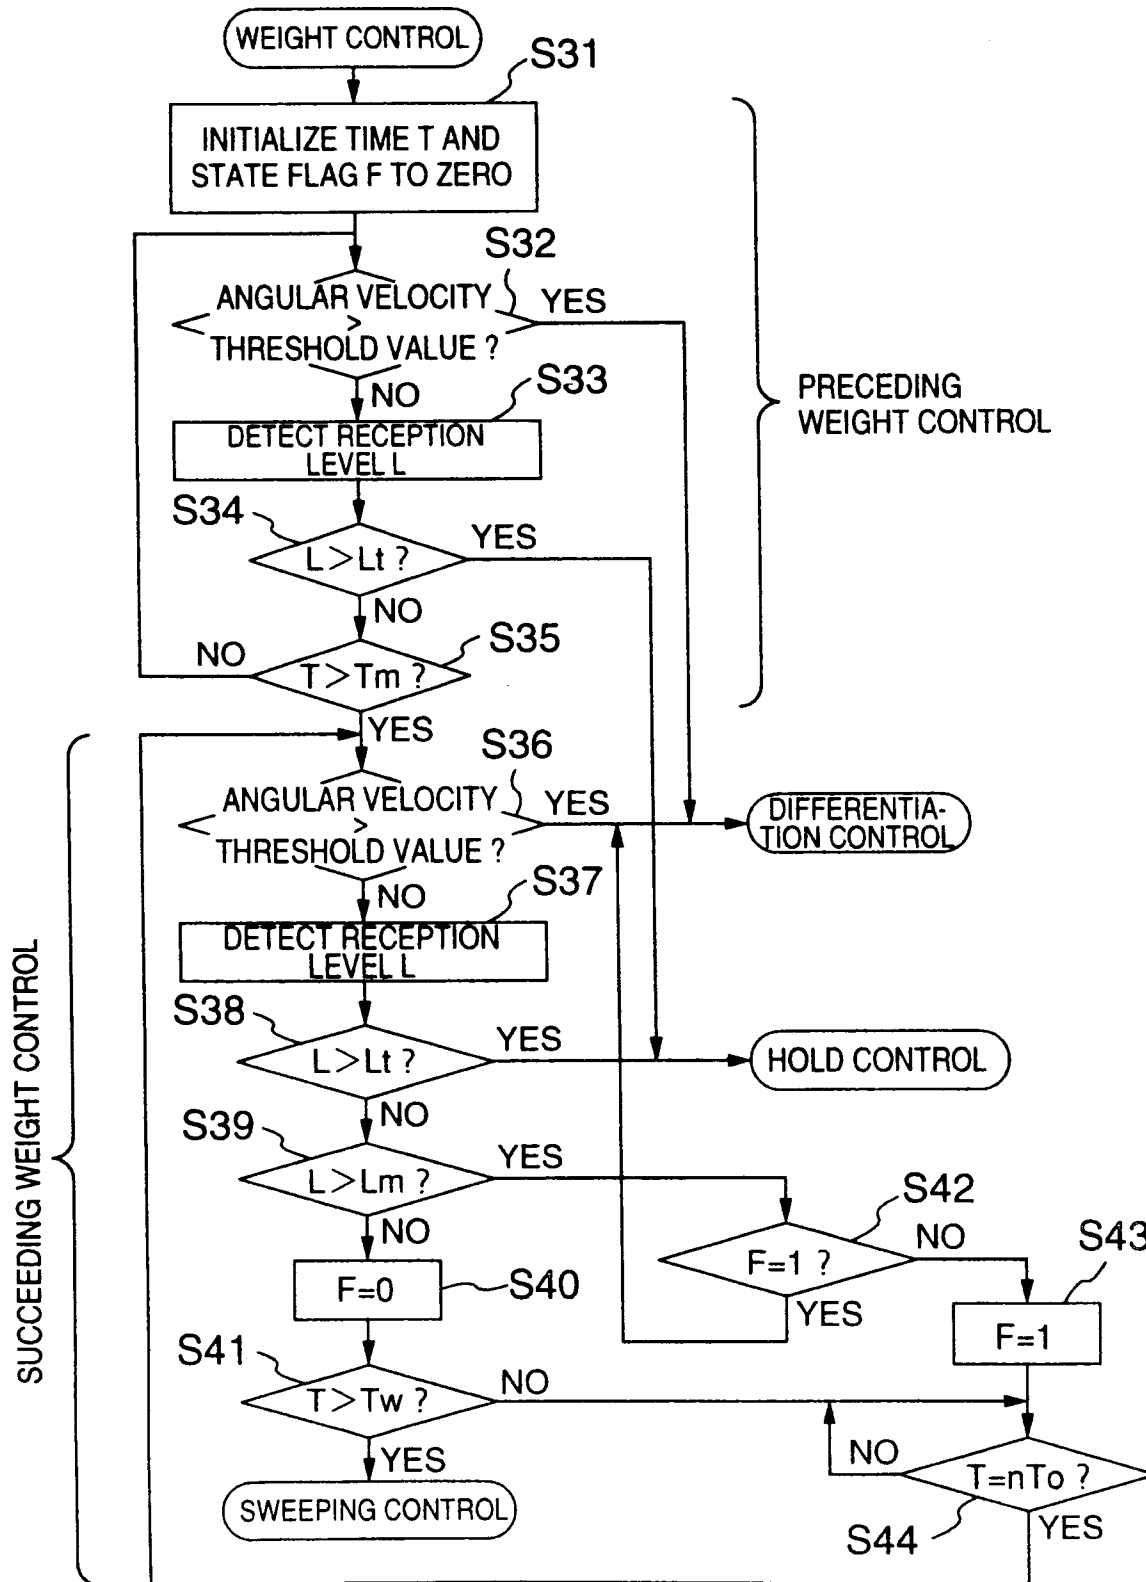 WEIGHT CONTROL
S31
INITIALIZE TIME T AND
STATE FLAG F TO ZERO
S32
ANGULAR VELOCITY
>
THRESHOLD VALUE ?
YES
NO
S33
DETECT RECEPTION
LEVEL L
PRECEDING
WEIGHT CONTROL
S34
L>Lt ?
YES
NO
S35
T>Tm ?
NO
YES
S36
ANGULAR VELOCITY
>
THRESHOLD VALUE ?
YES
DIFFERENTIA-
TION CONTROL
NO
S37
DETECT RECEPTION
LEVEL L
S38
L>Lt ?
YES
HOLD CONTROL
NO
SUCCEEDING WEIGHT CONTROL
S39
L>Lm ?
YES
NO
S42
F=1 ?
NO
YES
S43
F=1
S40
F=0
S41
T>Tw ?
NO
YES
SWEEPING CONTROL
T=nTo ?
NO
S44
YES